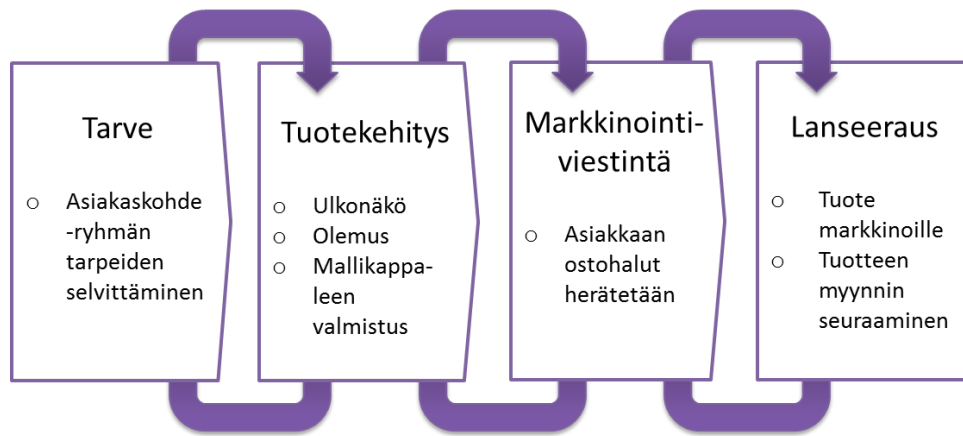 Tarve
Asiakaskohde
-ryhmän
tarpeiden
selvittäminen
Tuotekehitys
Ulkonäkö
Olemus
Mallikappa-
leen
valmistus
Markkinointi-
viestintä
Asiakkaan
ostohalut
herätetään
Lanseeraus
Tuote
markkinoille
Tuotteen
myynnin
seuraaminen